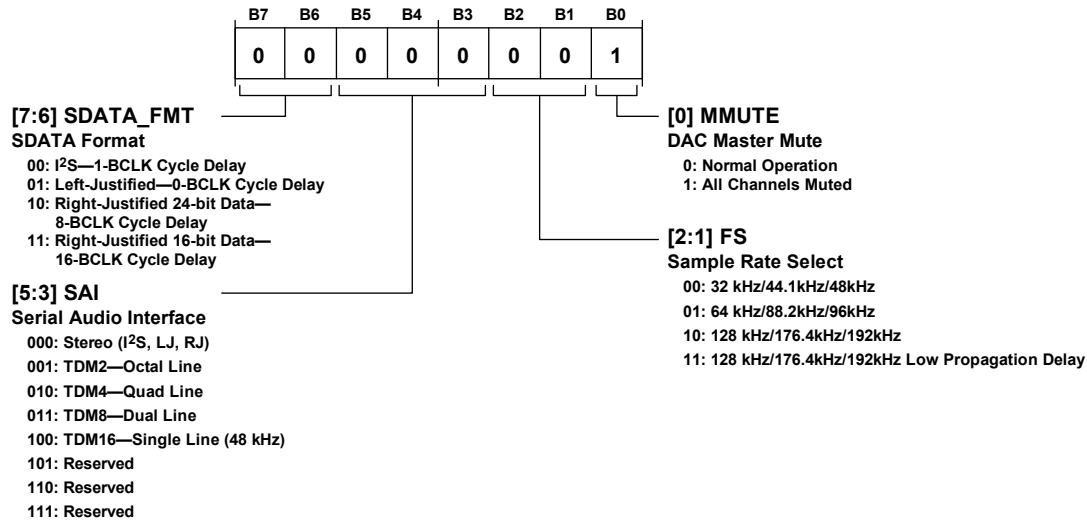 B7 B6 B5 B4 B3 B2 B1 B0
0 0 0 0 0 0 0 1
[7:6] SDATA_FMT
SDATA Format
00: I2S—1-BCLK Cycle Delay
01: Left-Justified—0-BCLK Cycle Delay
10: Right-Justified 24-bit Data—
8-BCLK Cycle Delay
11: Right-Justified 16-bit Data—
16-BCLK Cycle Delay
[5:3] SAI
Serial Audio Interface
000: Stereo (I2S, LJ, RJ)
001: TDM2—Octal Line
010: TDM4—Quad Line
011: TDM8—Dual Line
100: TDM16—Single Line (48 kHz)
101: Reserved
110: Reserved
111: Reserved
[0] MMUTE
DAC Master Mute
0: Normal Operation
1: All Channels Muted
[2:1] FS
Sample Rate Select
00: 32 kHz/44.1kHz/48kHz
01: 64 kHz/88.2kHz/96kHz
10: 128 kHz/176.4kHz/192kHz
11: 128 kHz/176.4kHz/192kHz Low Propagation Delay